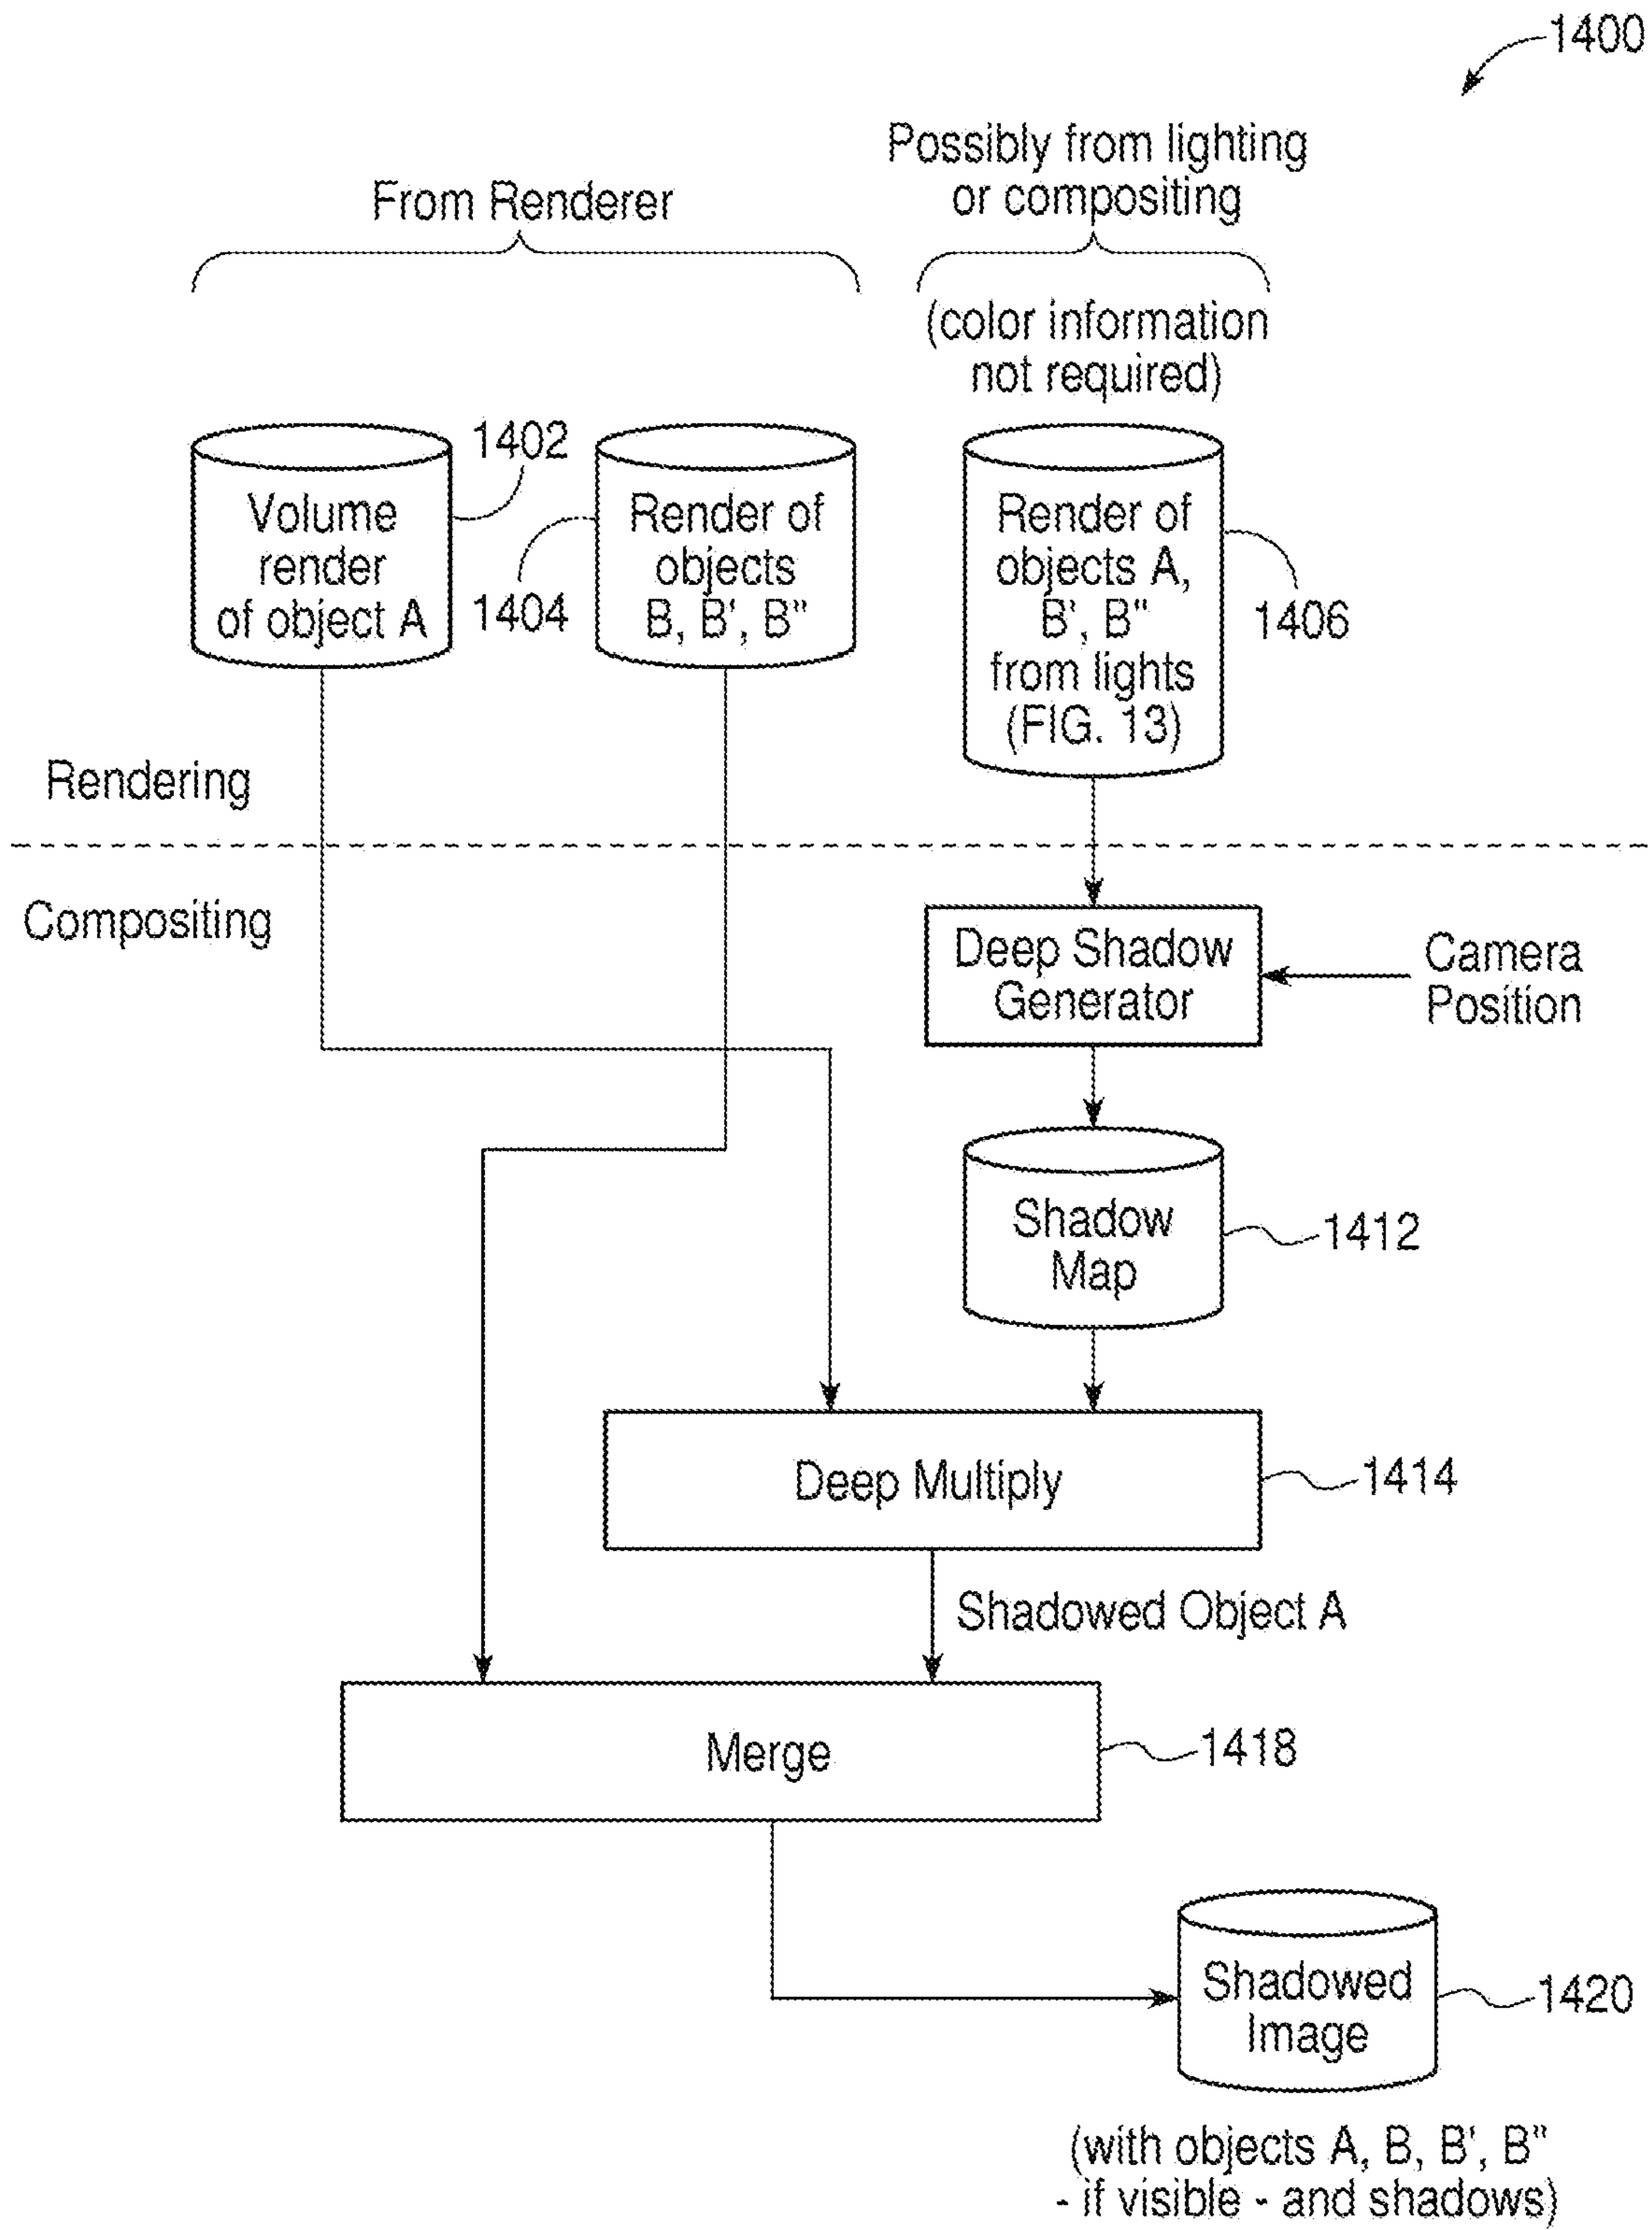 1400
Possibly from lighting
or compositing
From Renderer
(color information
not required)
1402
Volume
render
of object A
1404
Render of
objects
B, B', B"
Render of
objects A,
B', B"
from lights
(FIG. 13)
1406
Rendering
Compositing
Deep Shadow
Generator
Camera
Position
Shadow
Map
1412
Deep Multiply
1414
Shadowed Object A
Merge
1418
Shadowed
Image
1420
(with objects A, B, B', B"
- if visible - and shadows)